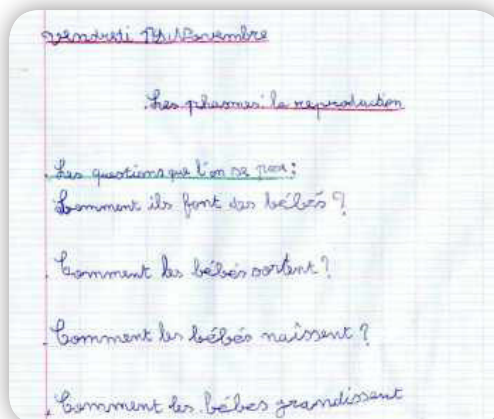 Vendredi 19 Novembre
Les phasmes: la reproduction
Les questions que l'on se pose:
Comment ils font des bébés?
Comment les bébés sortent?
Comment les bébés naissent?
Comment les bébés grandissent